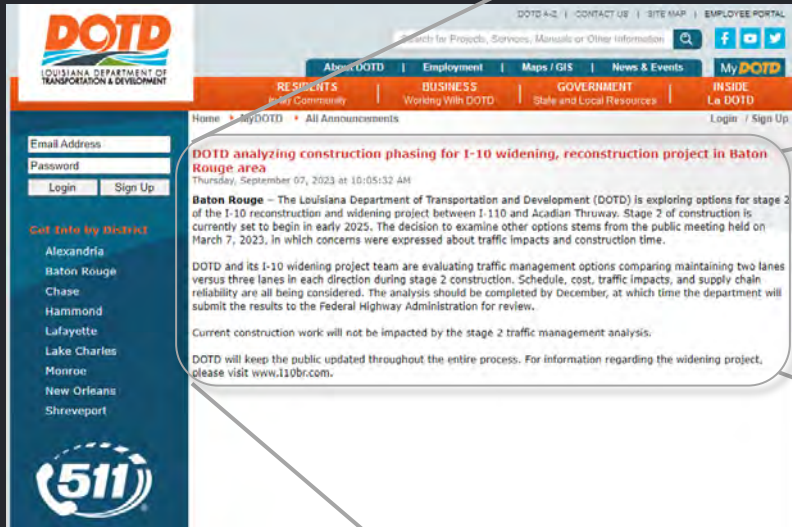 DOTD A-Z | CONTACT US | SITE MAP | EMPLOYEE PORTAL
DOTD
LOUISIANA DEPARTMENT OF
TRANSPORTATION & DEVELOPMENT
Search for Projects, Services, Manuals or Other Information
About DOTD | Employment | Maps / GIS | News & Events
My DOTD
RESIDENTS
Community
BUSINESS
Working With DOTD
GOVERNMENT
State and Local Resources
INSIDE
La DOTD
Home MyDOTD All Announcements
Login / Sign Up
Email Address
Password
Login
Sign Up
Get Info by District
Alexandria
Baton Rouge
Chase
Hammond
Lafayette
Lake Charles
Monroe
New Orleans
Shreveport
511
DOTD analyzing construction phasing for I-10 widening, reconstruction project in Baton
Rouge area
Thursday, September 07, 2023 at 10:05:32 AM
Baton Rouge – The Louisiana Department of Transportation and Development (DOTD) is exploring options for stage 2
of the I-10 reconstruction and widening project between I-110 and Acadian Thruway. Stage 2 of construction is
currently set to begin in early 2025. The decision to examine other options stems from the public meeting held on
March 7, 2023, in which concerns were expressed about traffic impacts and construction time.
DOTD and its I-10 widening project team are evaluating traffic management options comparing maintaining two lanes
versus three lanes in each direction during stage 2 construction. Schedule, cost, traffic impacts, and supply chain
reliability are all being considered. The analysis should be completed by December, at which time the department will
submit the results to the Federal Highway Administration for review.
Current construction work will not be impacted by the stage 2 traffic management analysis.
DOTD will keep the public updated throughout the entire process. For information regarding the widening project,
please visit www.i10br.com.